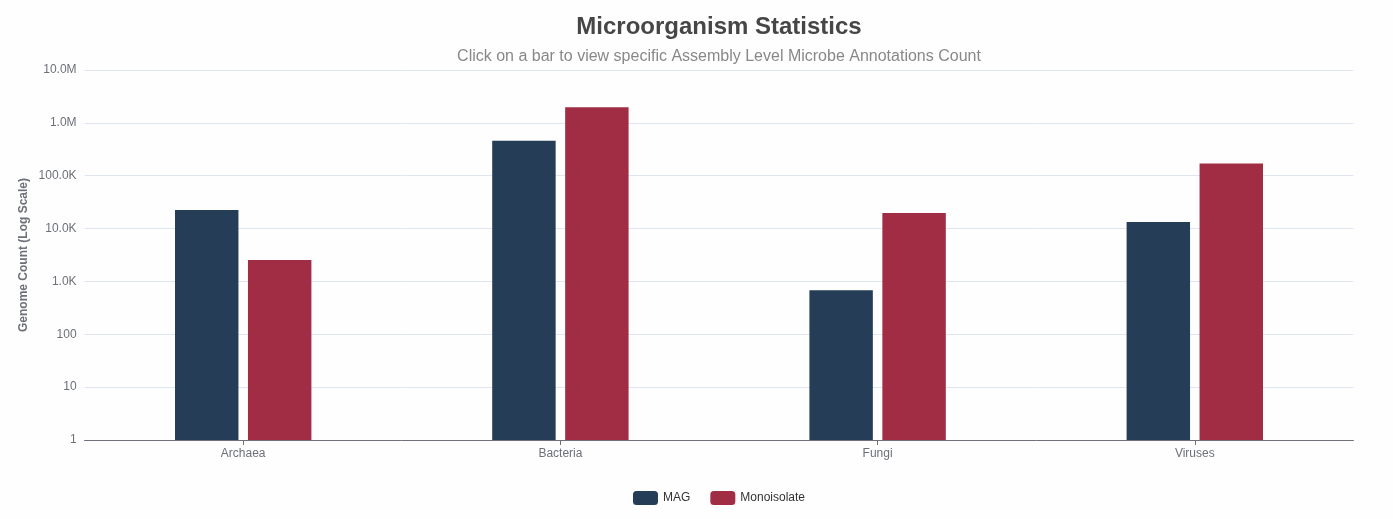 Microorganism Statistics
Click on a bar to view specific Assembly Level Microbe Annotations Count
Genome Count (Log Scale)
10.0M
1.0M
100.0K
10.0K
1.0K
100
10
1
Archaea Bacteria Fungi Viruses
MAG Monoisolate